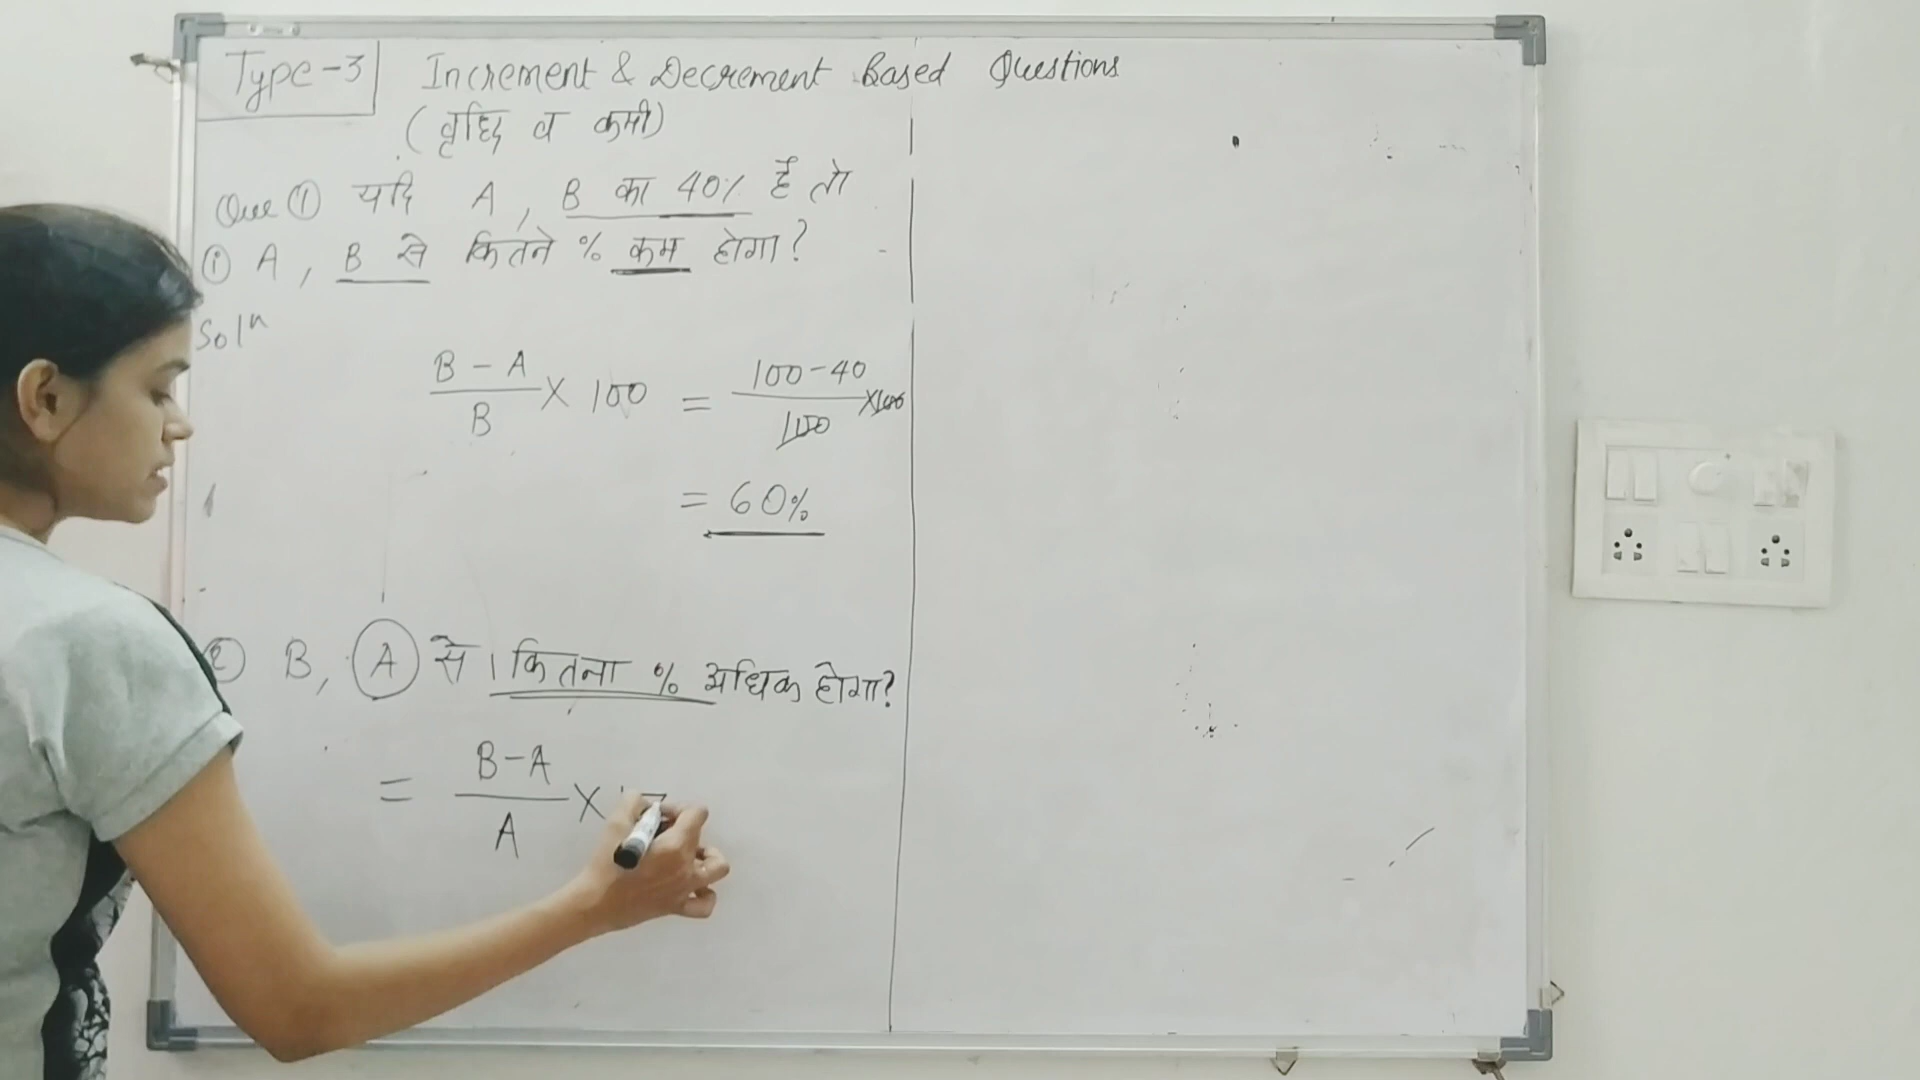 Type-3 Increment & Decrement Based Questions
(वृद्धि व कमी)
Que ① यदि A, B का 40% है तो
① A, B से कितने % कम होगा?
Solⁿ
B - A / B × 100 = 100-40 / 100 ×100
= 60%
② B, A से । कितना % अधिक होगा?
= B-A / A ×